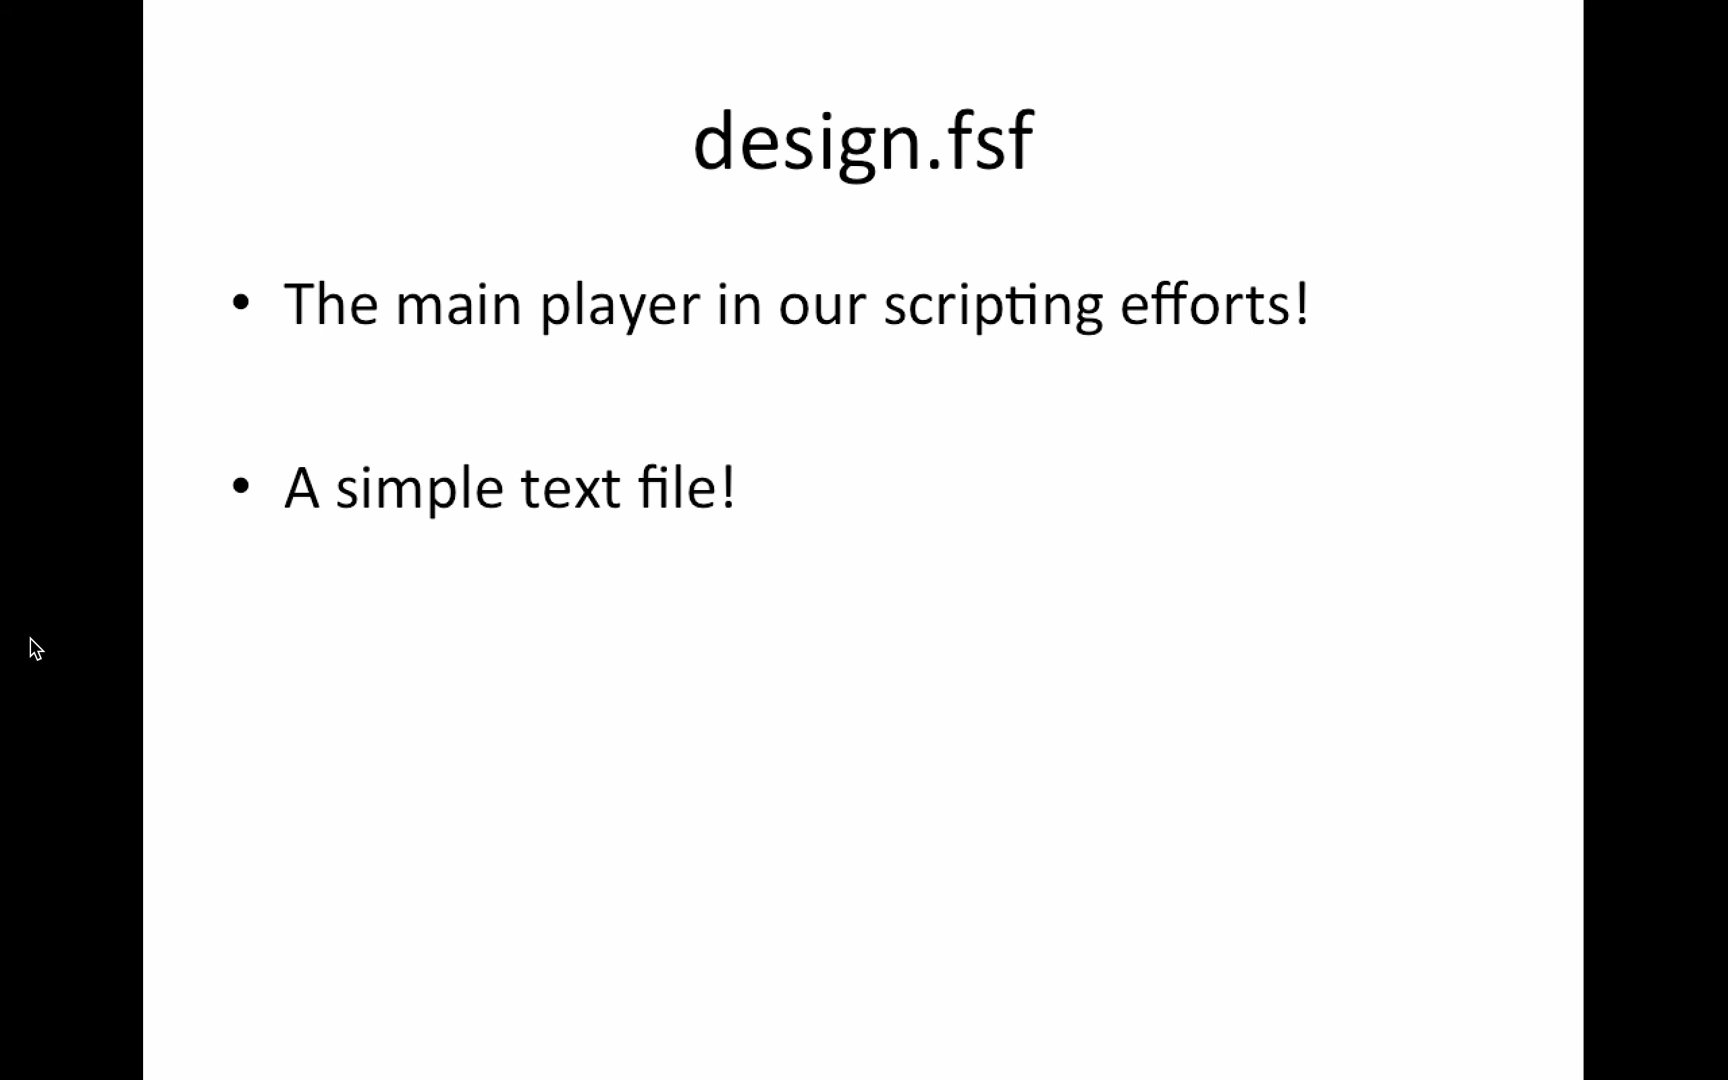 design.fsf
• The main player in our scripting efforts!
• A simple text file!